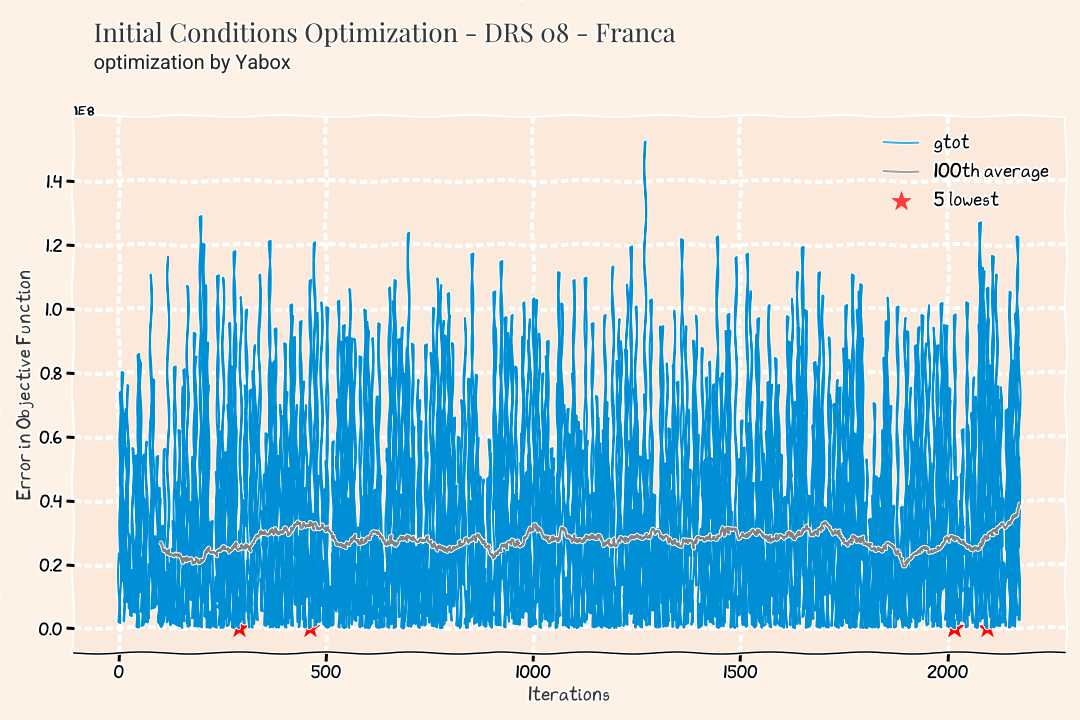 Initial Conditions Optimization - DRS 08 - Franca
optimization by Yabox
1E8
gtot
100th average
5 lowest
1.4
1.2
1.0
0.8
0.6
0.4
0.2
0.0
Error in Objective Function
0 500 1000 1500 2000
Iterations